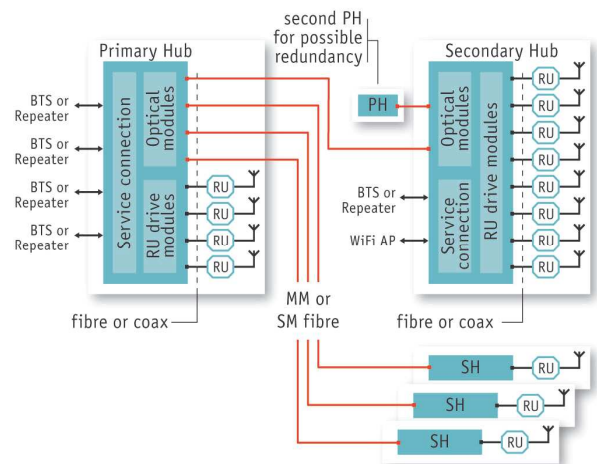 second PH
for possible
redundancy
Primary Hub
Secondary Hub
BTS or
Repeater
BTS or
Repeater
BTS or
Repeater
BTS or
Repeater
Service connection
Optical
modules
RU drive
modules
RU
RU
RU
RU
fibre or coax
MM or
SM fibre
PH
BTS or
Repeater
WiFi AP
Optical
modules
Service
connection
RU drive modules
RU
RU
RU
RU
RU
RU
RU
RU
fibre or coax
SH
RU
SH
RU
SH
RU